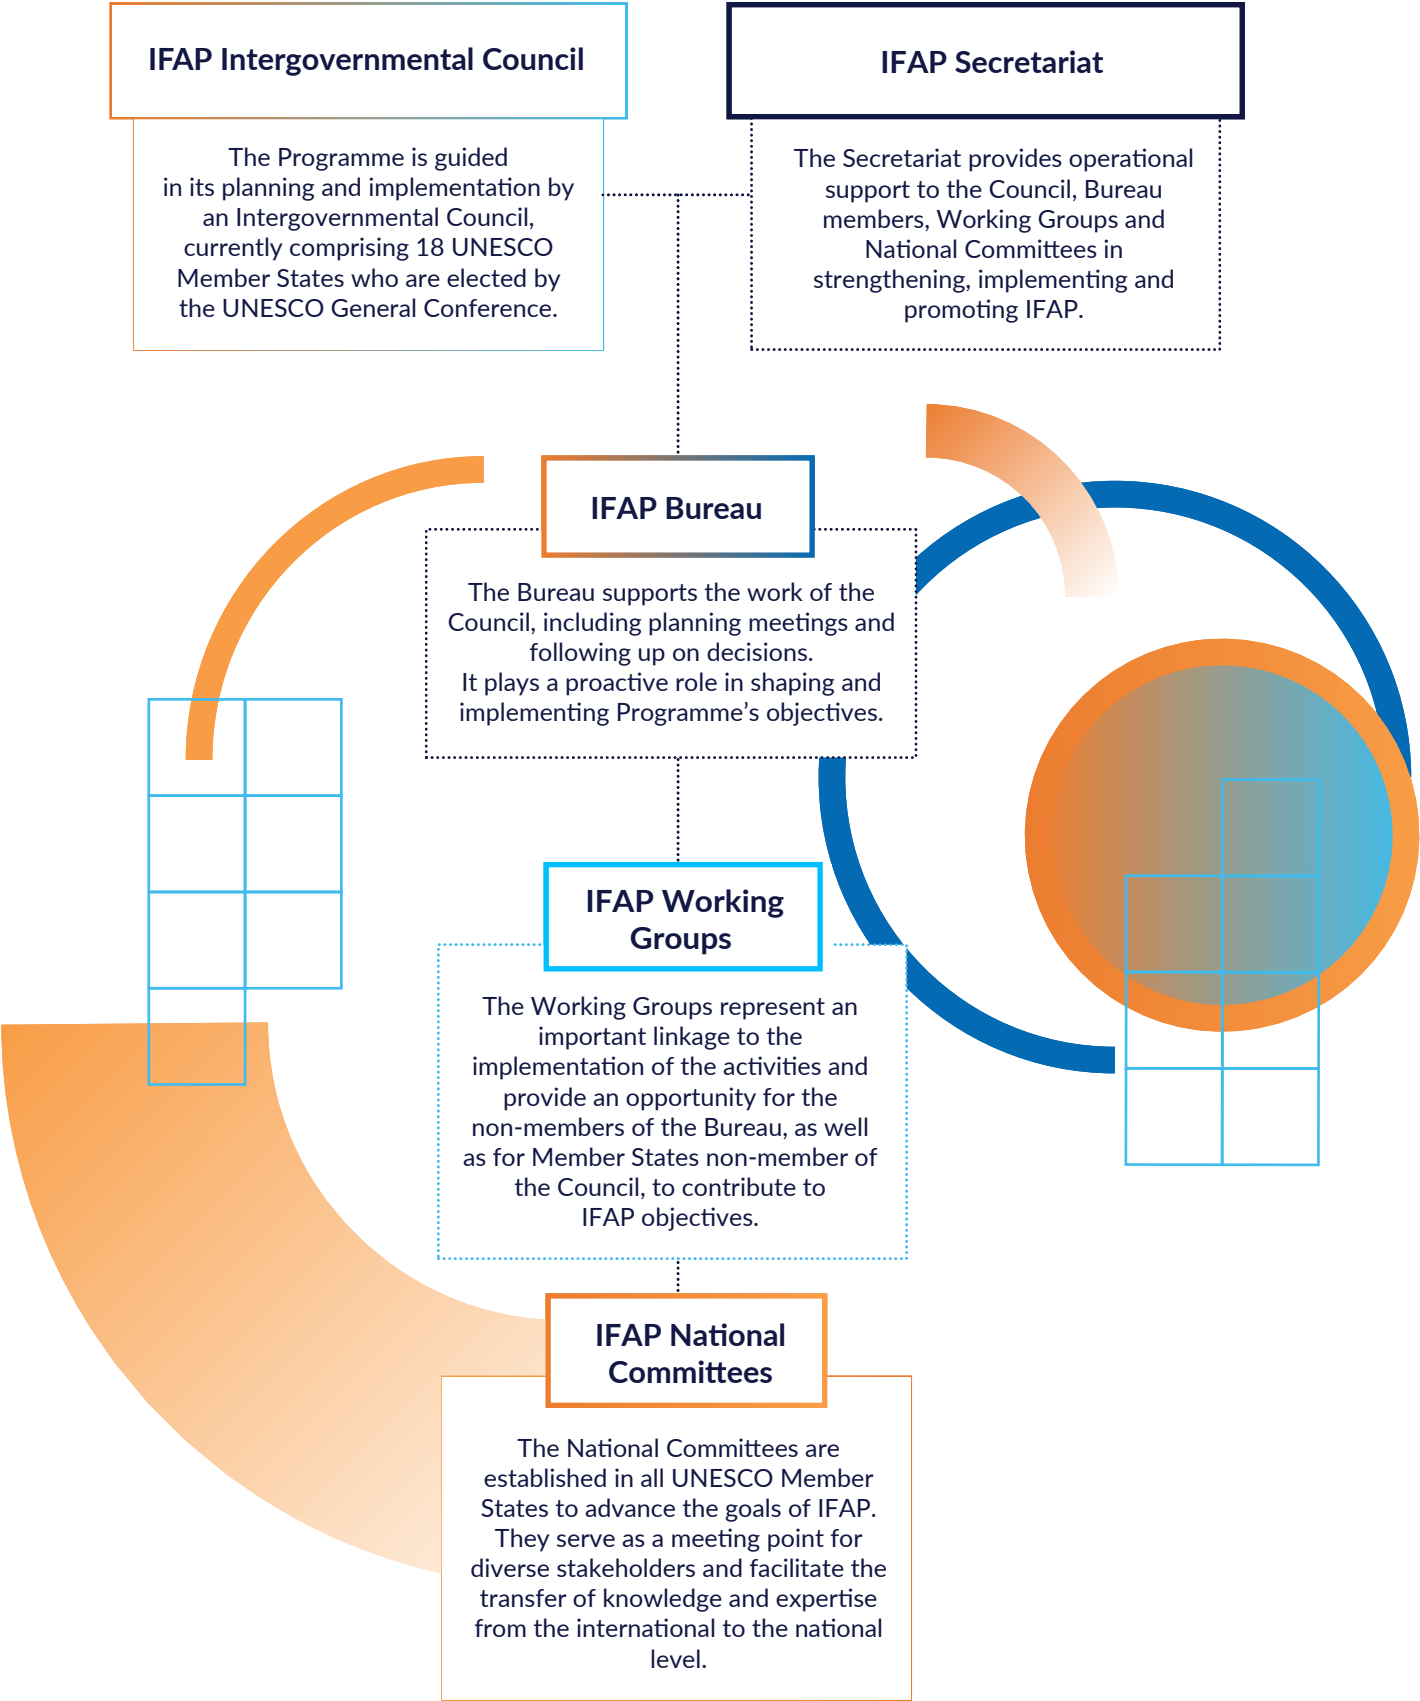 IFAP Intergovernmental Council
The Programme is guided
in its planning and implementation by
an Intergovernmental Council,
currently comprising 18 UNESCO
Member States who are elected by
the UNESCO General Conference.
IFAP Secretariat
The Secretariat provides operational
support to the Council, Bureau
members, Working Groups and
National Committees in
strengthening, implementing and
promoting IFAP.
IFAP Bureau
The Bureau supports the work of the
Council, including planning meetings and
following up on decisions.
It plays a proactive role in shaping and
implementing Programme’s objectives.
IFAP Working
Groups
The Working Groups represent an
important linkage to the
implementation of the activities and
provide an opportunity for the
non-members of the Bureau, as well
as for Member States non-member of
the Council, to contribute to
IFAP objectives.
IFAP National
Committees
The National Committees are
established in all UNESCO Member
States to advance the goals of IFAP.
They serve as a meeting point for
diverse stakeholders and facilitate the
transfer of knowledge and expertise
from the international to the national
level.